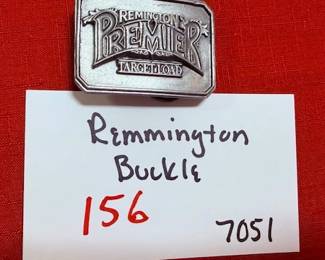 REMINGTON
PREMIER
TARGET LOAD
Remmington
Buckle
156
7051